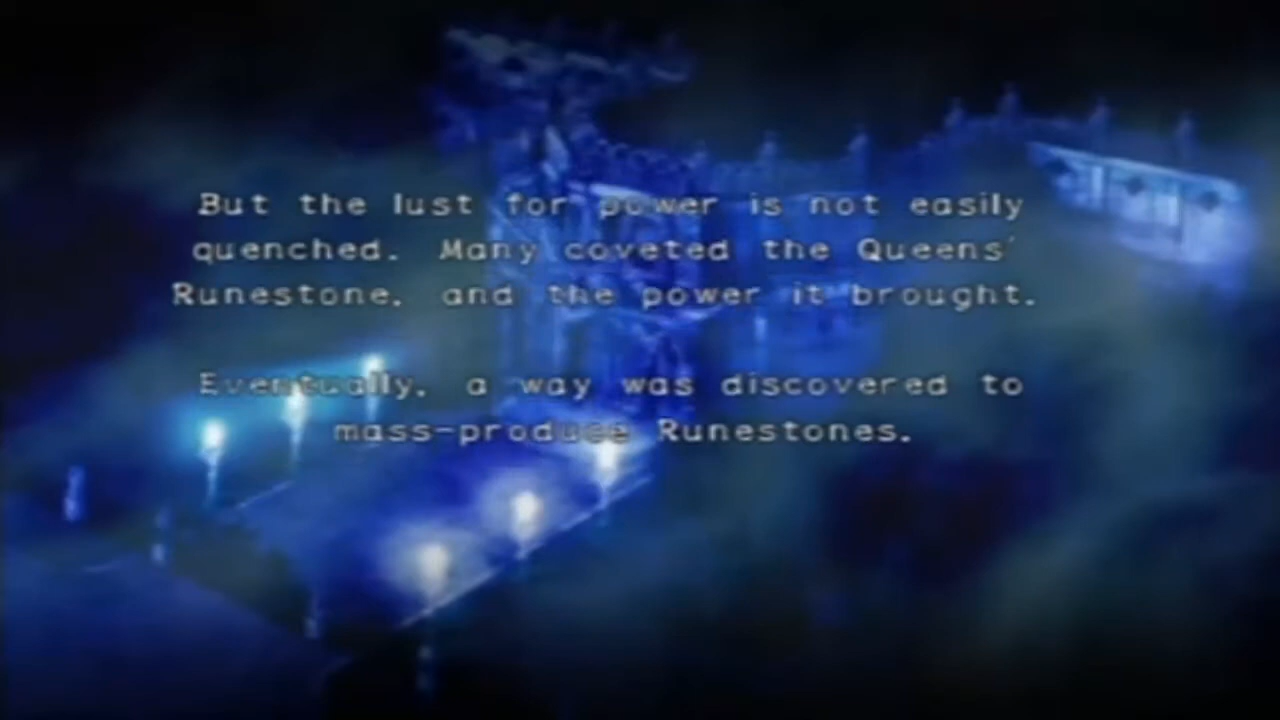 But the lust for power is not easily
quenched. Many coveted the Queens'
Runestone, and the power it brought.
Eventually, a way was discovered to
mass-produce Runestones.